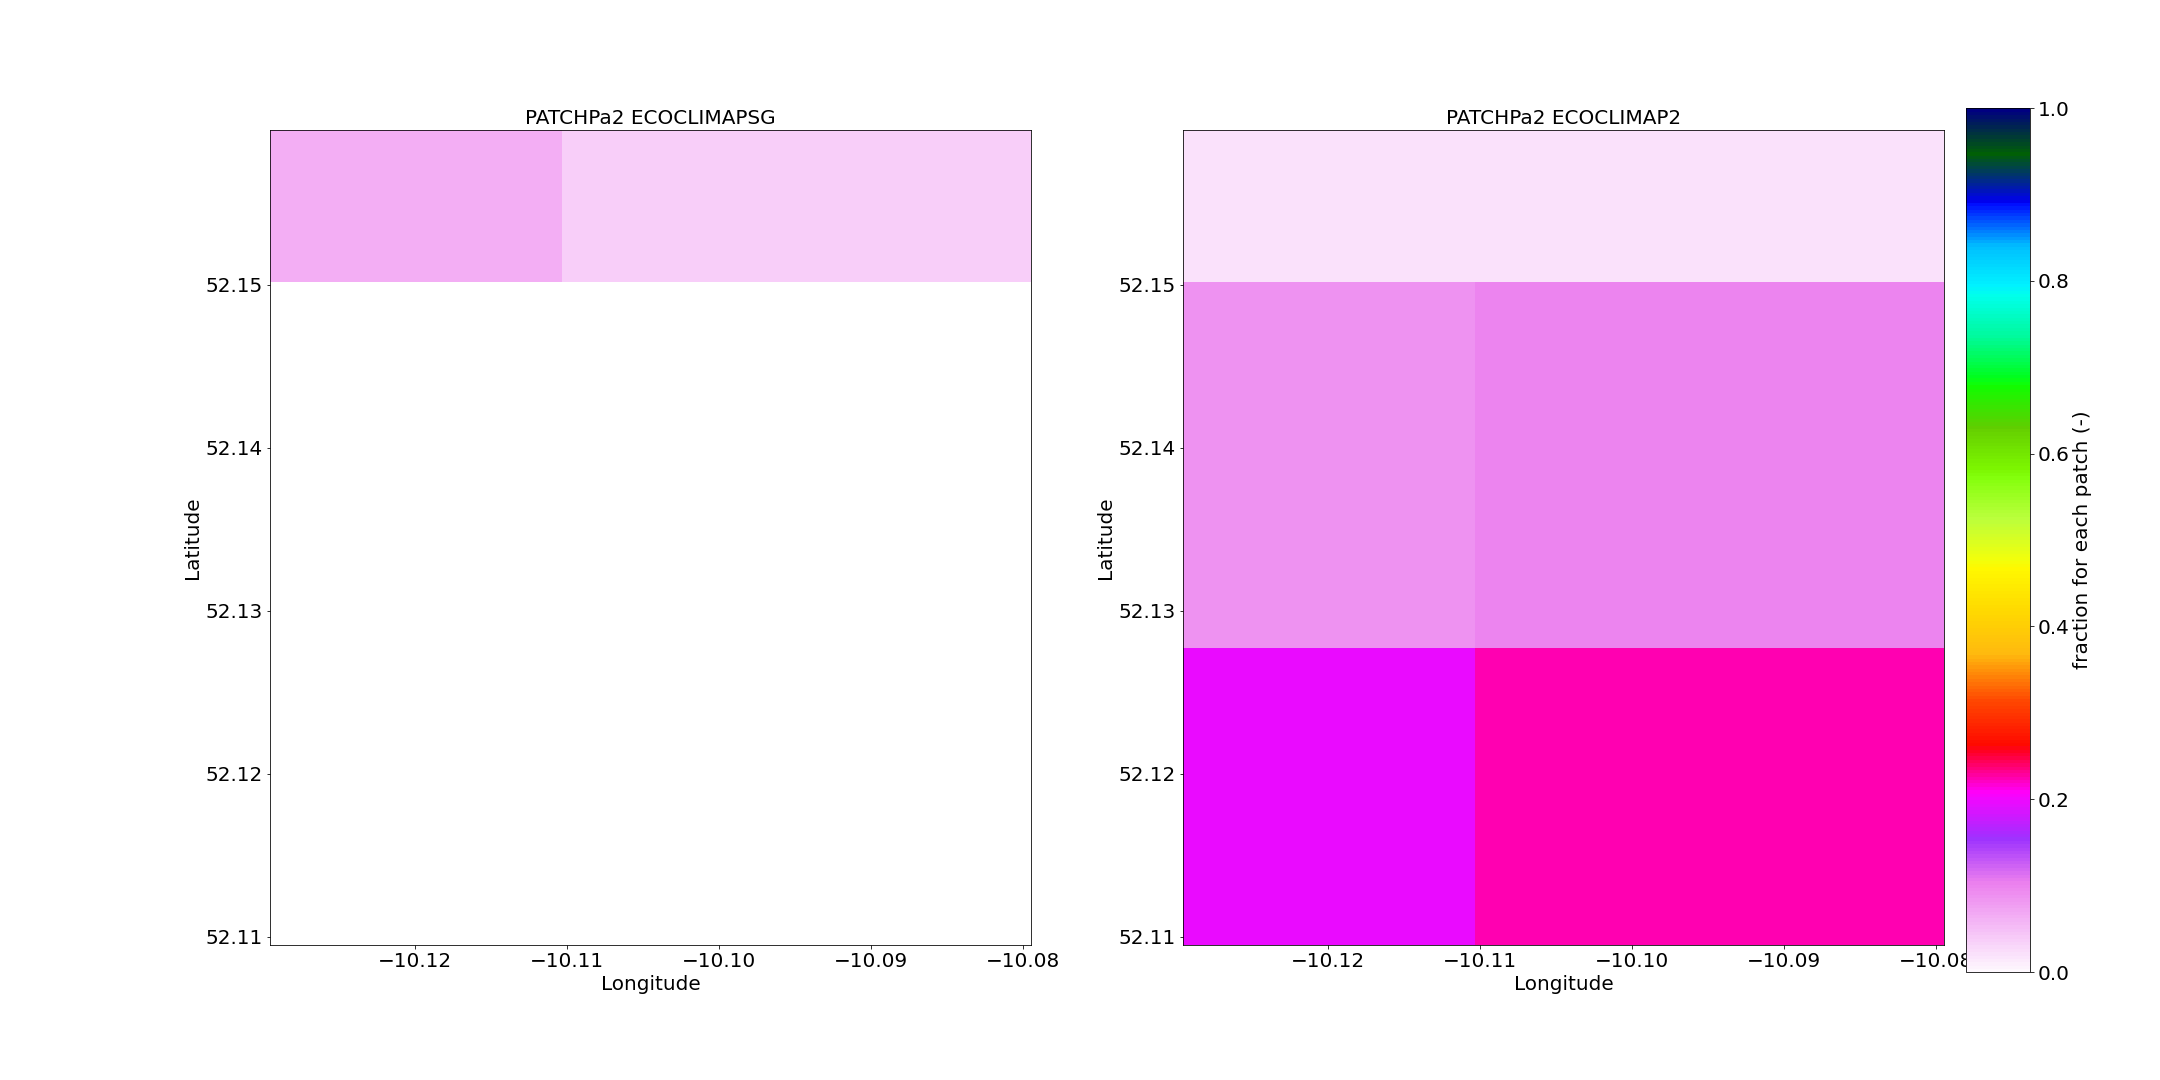 PATCHPa2 ECOCLIMAPSG
52.15
52.14
52.13
52.12
52.11
Latitude
−10.12 −10.11 −10.10 −10.09 −10.08
Longitude
PATCHPa2 ECOCLIMAP2
52.15
52.14
52.13
52.12
52.11
Latitude
−10.12 −10.11 −10.10 −10.09 −10.08
Longitude
1.0
0.8
0.6
0.4
0.2
0.0
fraction for each patch (-)